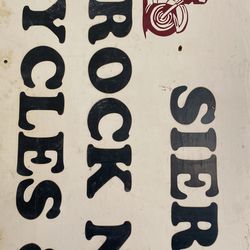 SIER
ROCK N
YCLES &